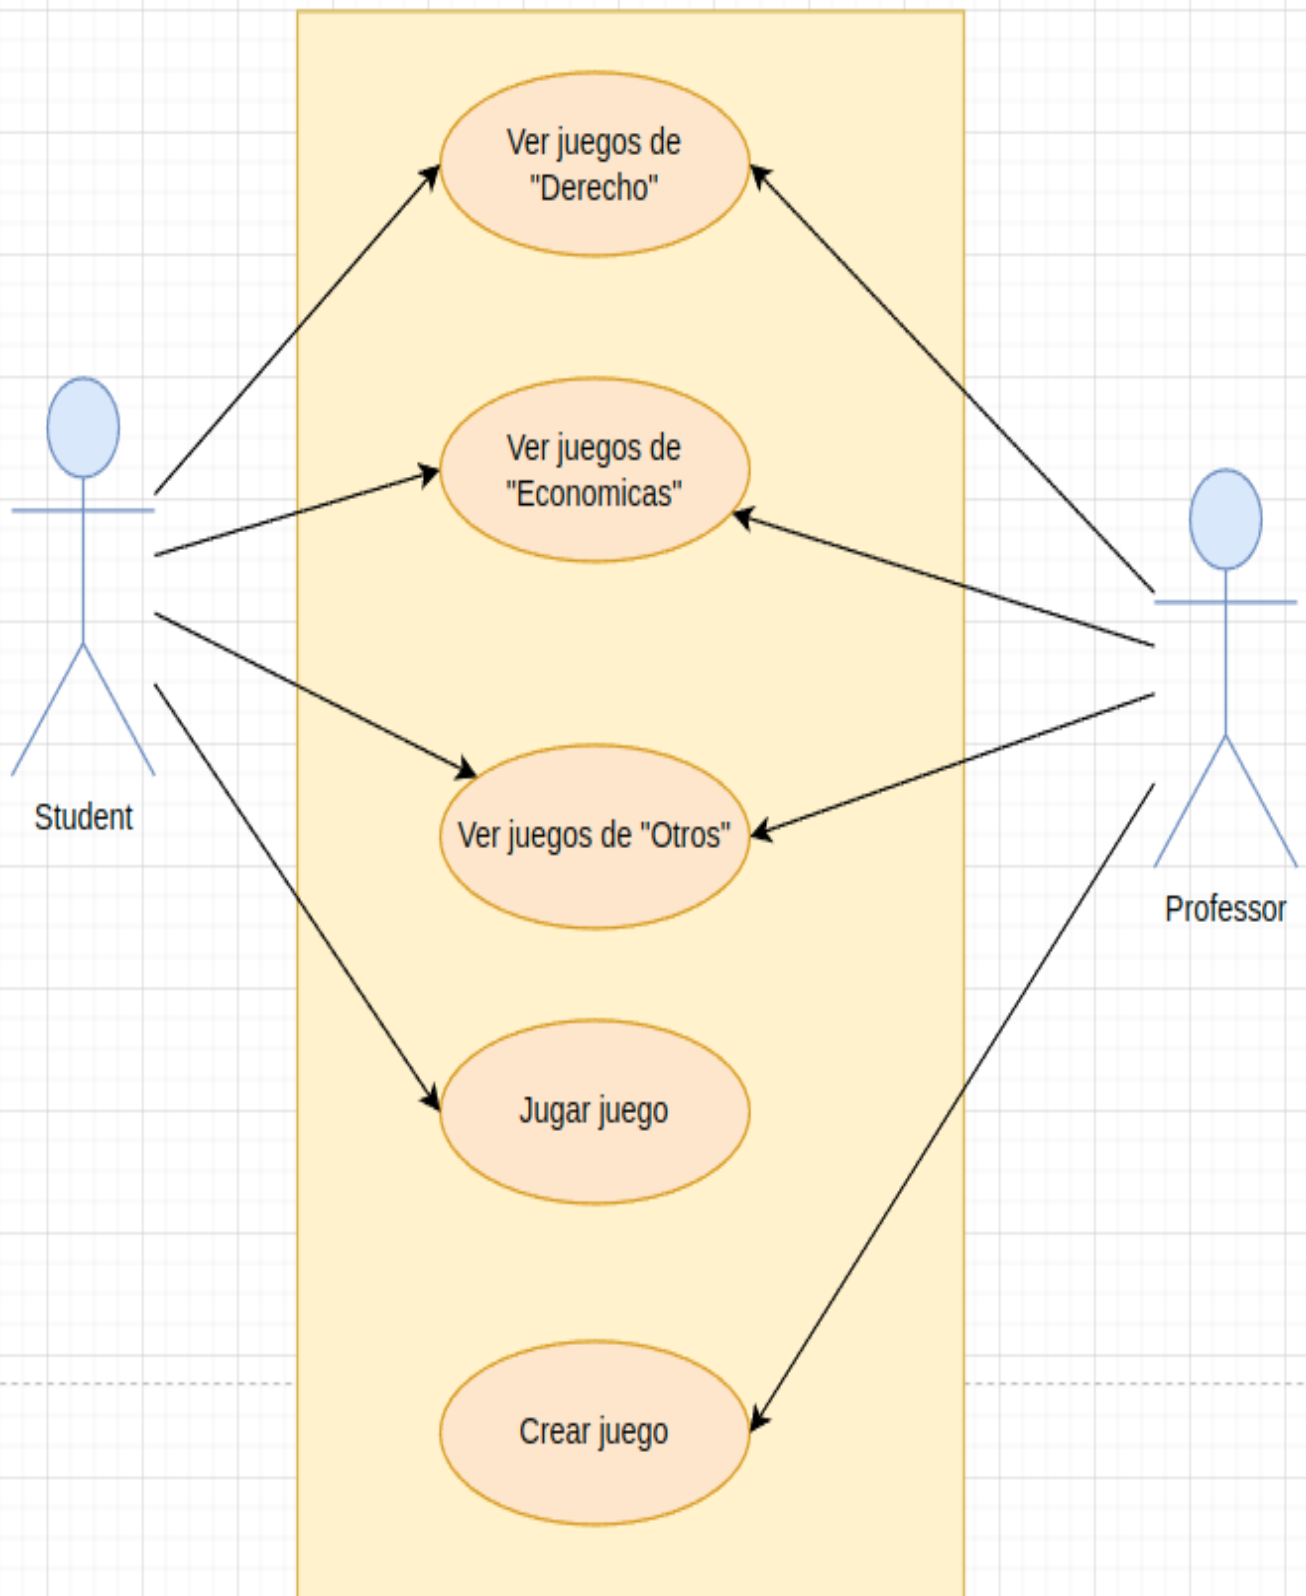 Ver juegos de
"Derecho"
Ver juegos de
"Economicas"
Student
Ver juegos de "Otros"
Professor
Jugar juego
Crear juego